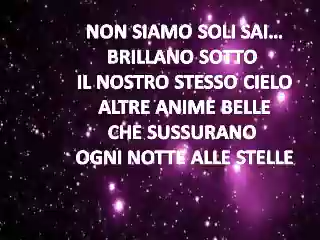 NON SIAMO SOLI SAI...
BRILLANO SOTTO
IL NOSTRO STESSO CIELO
ALTRE ANIME BELLE
CHE SUSSURANO
OGNI NOTTE ALLE STELLE